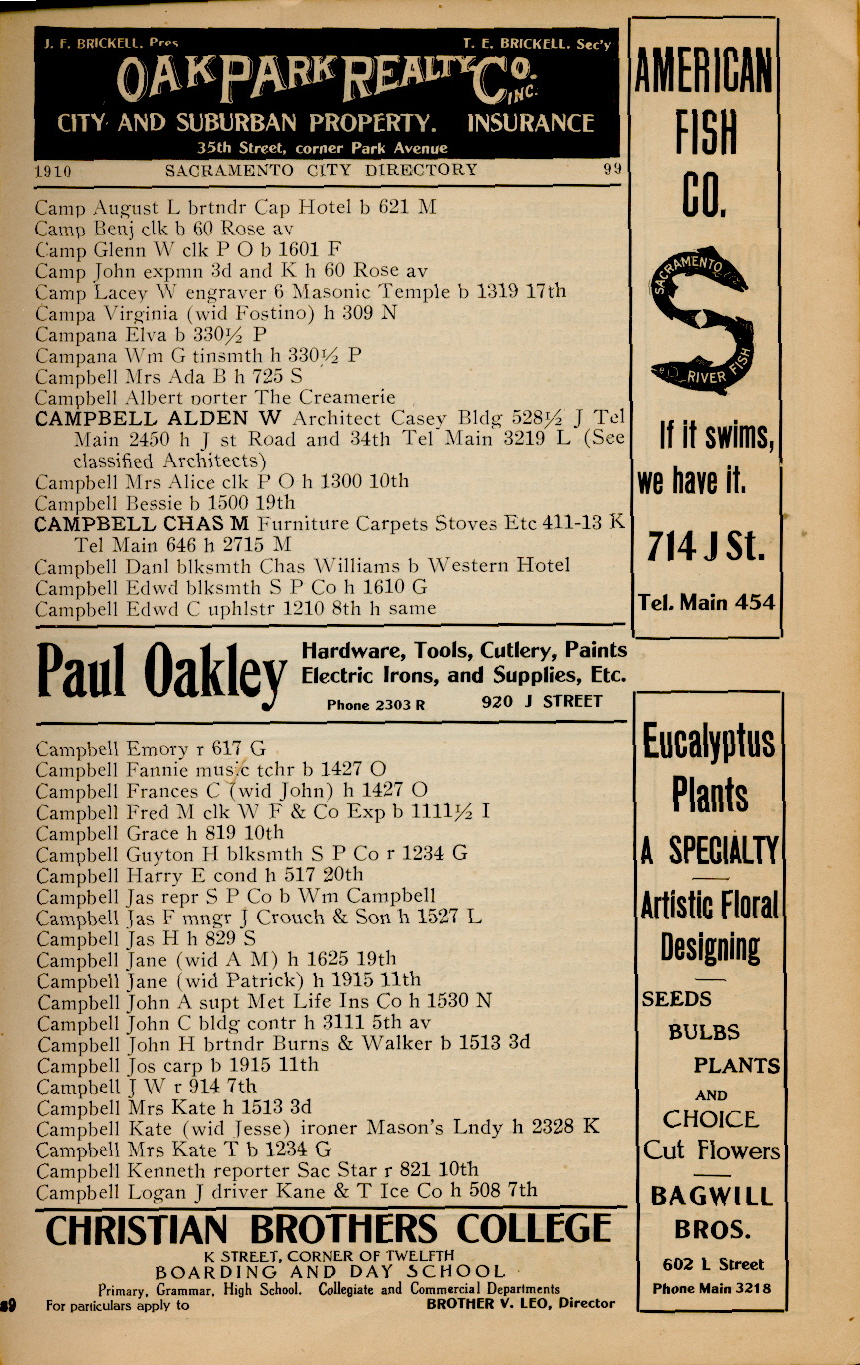 J. F. BRICKELL. Pres
T. E. BRICKELL. Sec'y
OAK PARK REALTY CO. INC.
CITY AND SUBURBAN PROPERTY. INSURANCE
35th Street, corner Park Avenue
1910 SACRAMENTO CITY DIRECTORY 99
Camp August L brtndr Cap Hotel b 621 M
Camp Benj clk b 60 Rose av
Camp Glenn W clk P O b 1601 F
Camp John expmn 3d and K h 60 Rose av
Camp Lacey W engraver 6 Masonic Temple b 1319 17th
Campa Virginia (wid Fostino) h 309 N
Campana Elva b 330½ P
Campana Wm G tinsmth h 330½ P
Campbell Mrs Ada B h 725 S
Campbell Albert porter The Creamerie
CAMPBELL ALDEN W Architect Casey Bldg 528½ J Tel
Main 2450 h J st Road and 34th Tel Main 3219 L (See
classified Architects)
Campbell Mrs Alice clk P O h 1300 10th
Campbell Bessie b 1500 19th
CAMPBELL CHAS M Furniture Carpets Stoves Etc 411-13 K
Tel Main 646 h 2715 M
Campbell Danl blksmth Chas Williams b Western Hotel
Campbell Edwd blksmth S P Co h 1610 G
Campbell Edwd C uphlstr 1210 8th h same
Paul Oakley
Hardware, Tools, Cutlery, Paints
Electric Irons, and Supplies, Etc.
Phone 2303 R 920 J STREET
Campbell Emory r 617 G
Campbell Fannie music tchr b 1427 O
Campbell Frances C (wid John) h 1427 O
Campbell Fred M clk W F & Co Exp b 1111½ I
Campbell Grace h 819 10th
Campbell Guyton H blksmth S P Co r 1234 G
Campbell Harry E cond h 517 20th
Campbell Jas repr S P Co b Wm Campbell
Campbell Jas F mngr J Crouch & Son h 1527 L
Campbell Jas H h 829 S
Campbell Jane (wid A M) h 1625 19th
Campbell Jane (wid Patrick) h 1915 11th
Campbell John A supt Met Life Ins Co h 1530 N
Campbell John C bldg contr h 3111 5th av
Campbell John H brtndr Burns & Walker b 1513 3d
Campbell Jos carp b 1915 11th
Campbell J W r 914 7th
Campbell Mrs Kate h 1513 3d
Campbell Kate (wid Jesse) ironer Mason's Lndy h 2328 K
Campbell Mrs Kate T b 1234 G
Campbell Kenneth reporter Sac Star r 821 10th
Campbell Logan J driver Kane & T Ice Co h 508 7th
CHRISTIAN BROTHERS COLLEGE
K STREET, CORNER OF TWELFTH
BOARDING AND DAY SCHOOL
Primary, Grammar, High School. Collegiate and Commercial Departments
For particulars apply to BROTHER V. LEO, Director
AMERICAN
FISH
CO.
SACRAMENTO
RIVER FISH
If it swims,
we have it.
714 J St.
Tel. Main 454
Eucalyptus
Plants
A SPECIALTY
Artistic Floral
Designing
SEEDS
BULBS
PLANTS
AND
CHOICE
Cut Flowers
BAGWILL
BROS.
602 L Street
Phone Main 3218